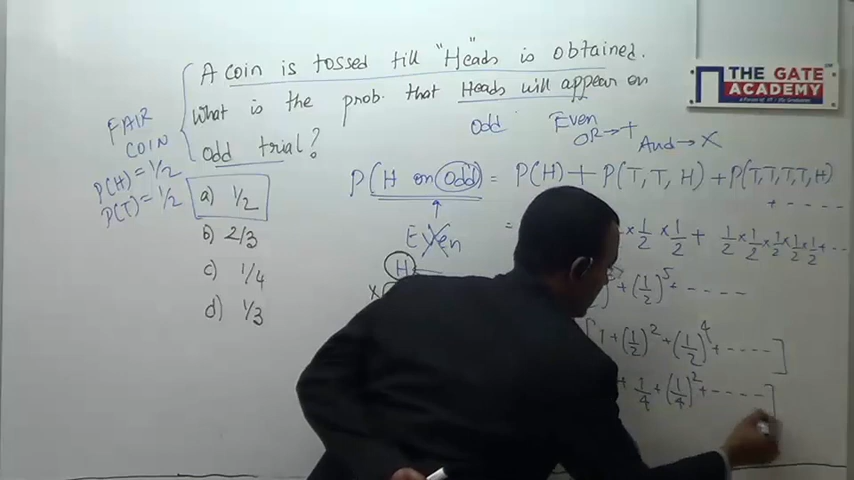 A coin is tossed till "Heads" is obtained.
What is the prob. that Heads will appear on
odd trial?
FAIR
COIN
P(H) = 1/2
P(T) = 1/2
a) 1/2
b) 2/3
c) 1/4
d) 1/3
odd Even
OR → + And → X
P(H on Odd) = P(H) + P(T, T, H) + P(T,T,T,T,H)
+ - - - - -
Even
H
= × 1/2 × 1/2 + 1/2 × 1/2 × 1/2 × 1/2 × 1/2 + - -
+ (1/2)^5 + - - - - -
[1 + (1/2)^2 + (1/2)^4 + - - - -]
+ 1/4 + (1/4)^2 + - - - - -]
THE GATE
ACADEMY